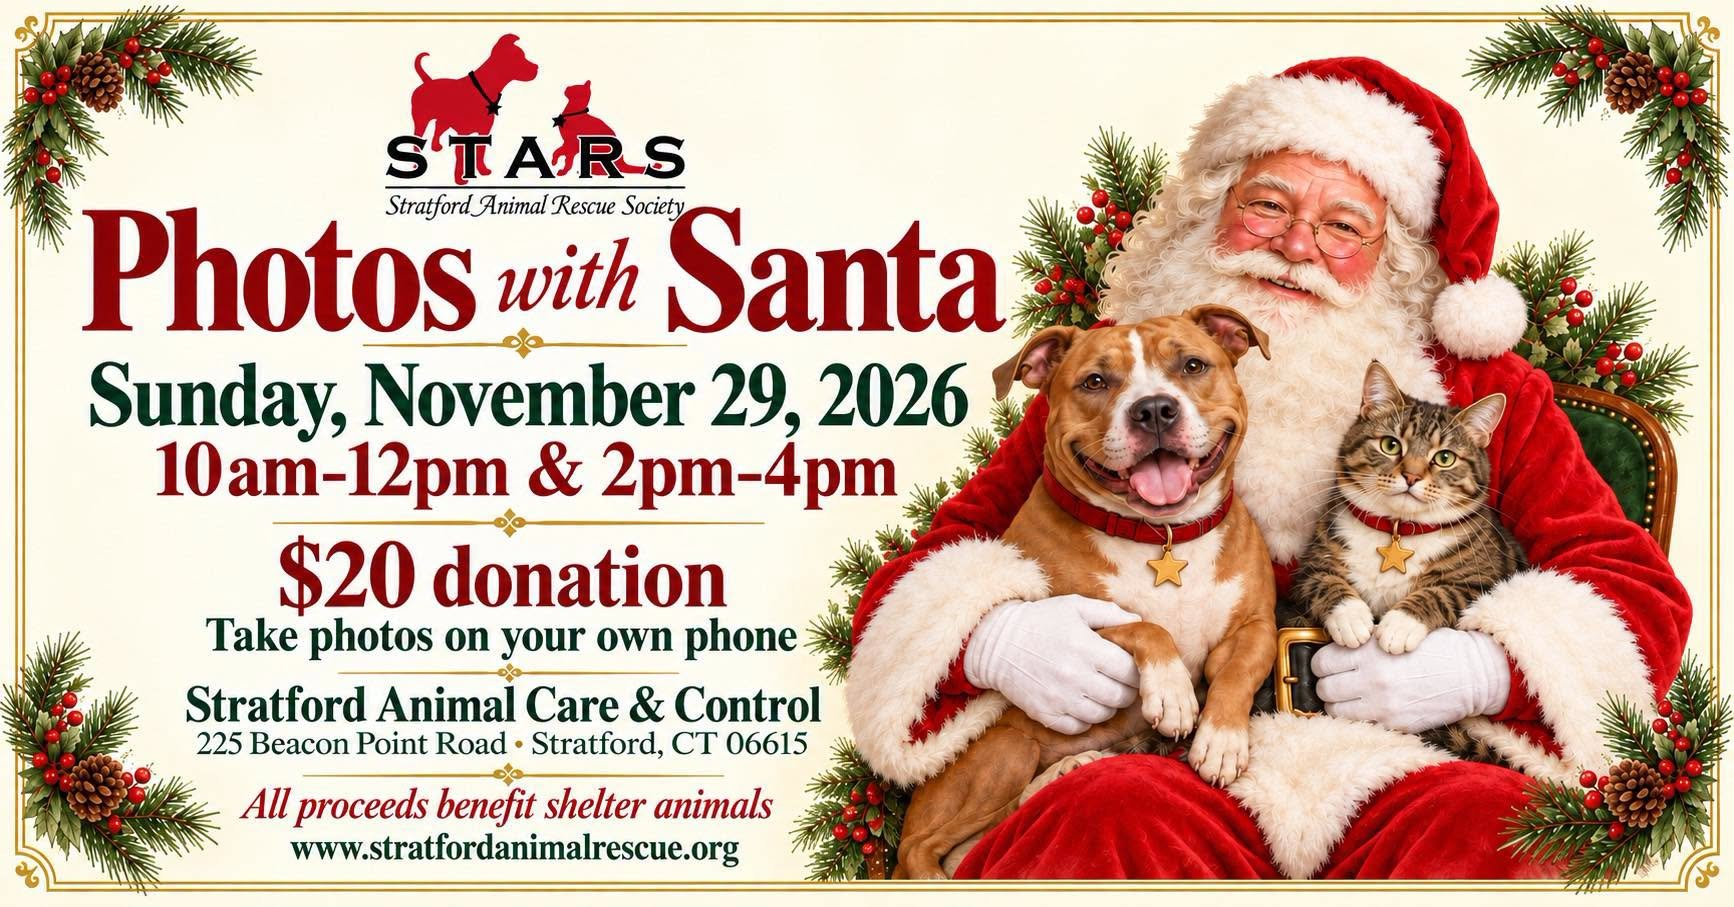 STARS
Stratford Animal Rescue Society
Photos with Santa
Sunday, November 29, 2026
10am-12pm & 2pm-4pm
$20 donation
Take photos on your own phone
Stratford Animal Care & Control
225 Beacon Point Road • Stratford, CT 06615
All proceeds benefit shelter animals
www.stratfordanimalrescue.org